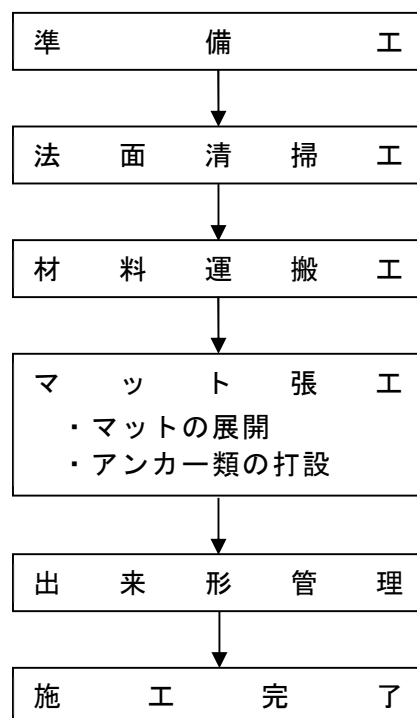 準備工
法面清掃工
材料運搬工
マット張工
・マットの展開
・アンカー類の打設
出来形管理
施工完了